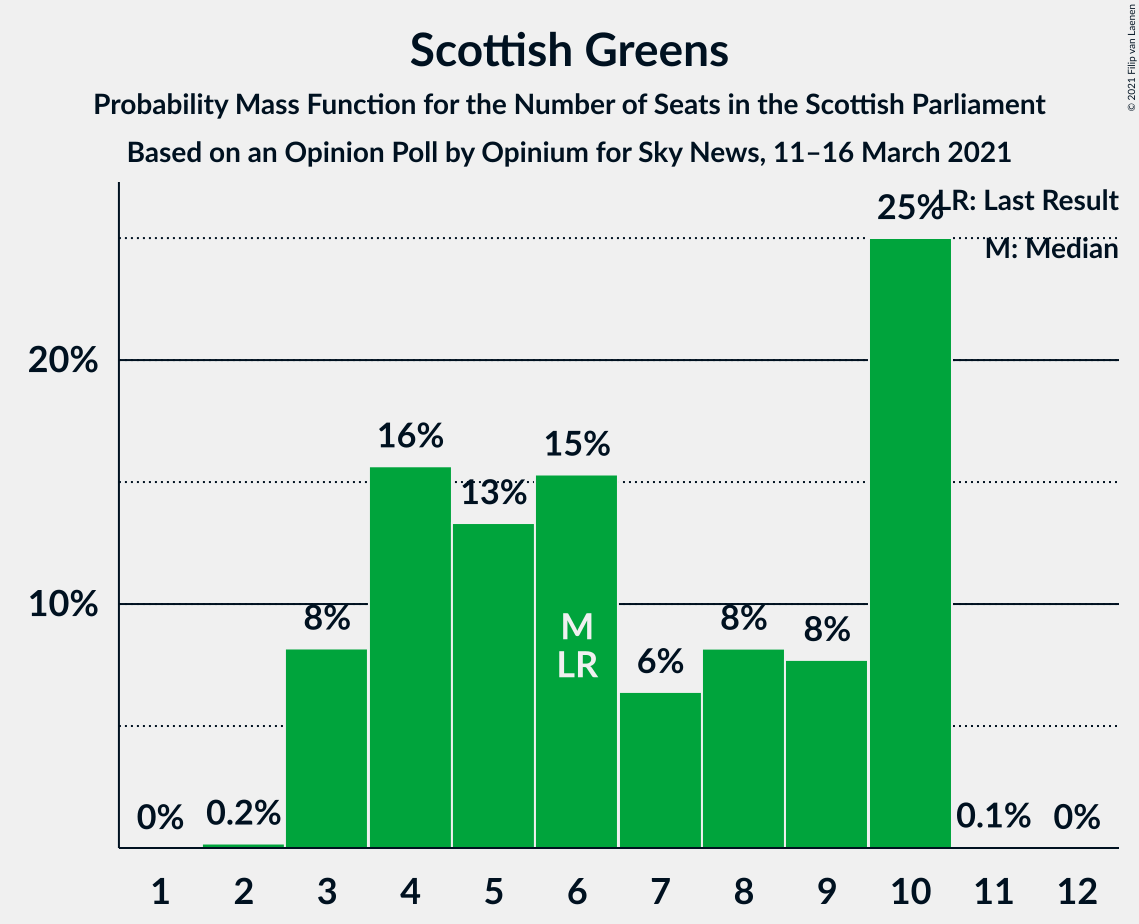 Scottish Greens
Probability Mass Function for the Number of Seats in the Scottish Parliament
Based on an Opinion Poll by Opinium for Sky News, 11–16 March 2021
© 2021 Filip van Laenen
LR: Last Result
M: Median
25%
20%
16%
15%
13%
10%
8%
8%
8%
6%
M
LR
0%
0.2%
0.1%
0%
1 2 3 4 5 6 7 8 9 10 11 12